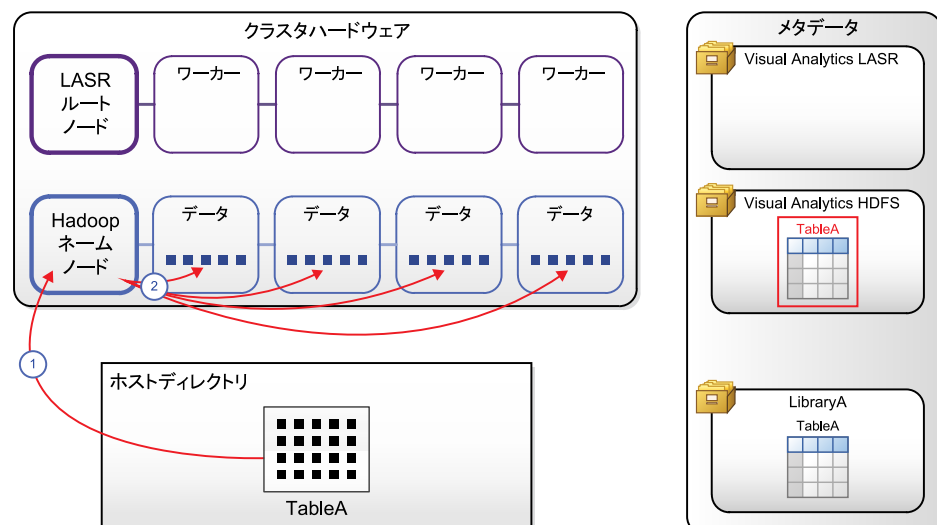 クラスタハードウェア
LASR
ルート
ノード
ワーカー
ワーカー
ワーカー
ワーカー
Hadoop
ネーム
ノード
データ
データ
データ
データ
2
1
ホストディレクトリ
TableA
メタデータ
Visual Analytics LASR
Visual Analytics HDFS
TableA
LibraryA
TableA